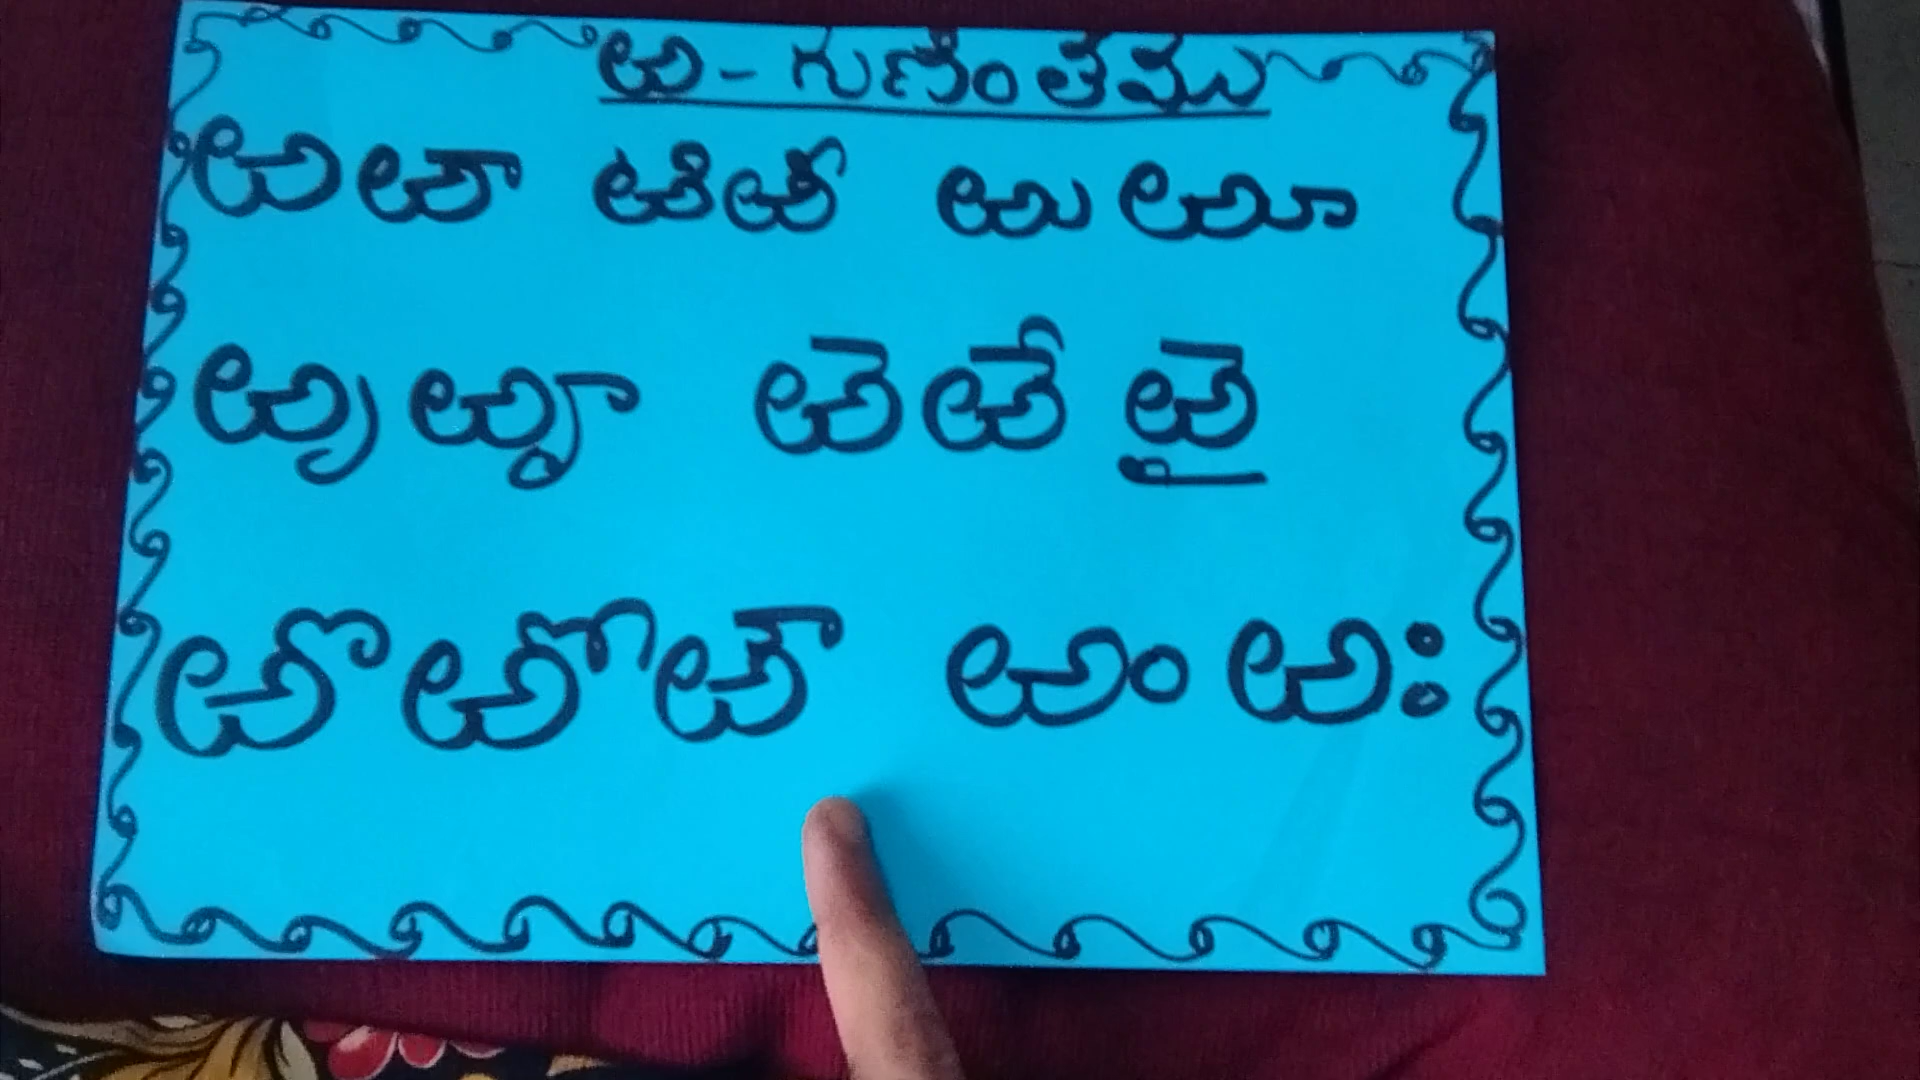 ఱ - గుణింతము
ఱ ఱా ఱి ఱీ ఱు ఱూ
ఱృ ఱౄ ఱె ఱే ఱై
ఱొ ఱో ఱౌ ఱం ఱః